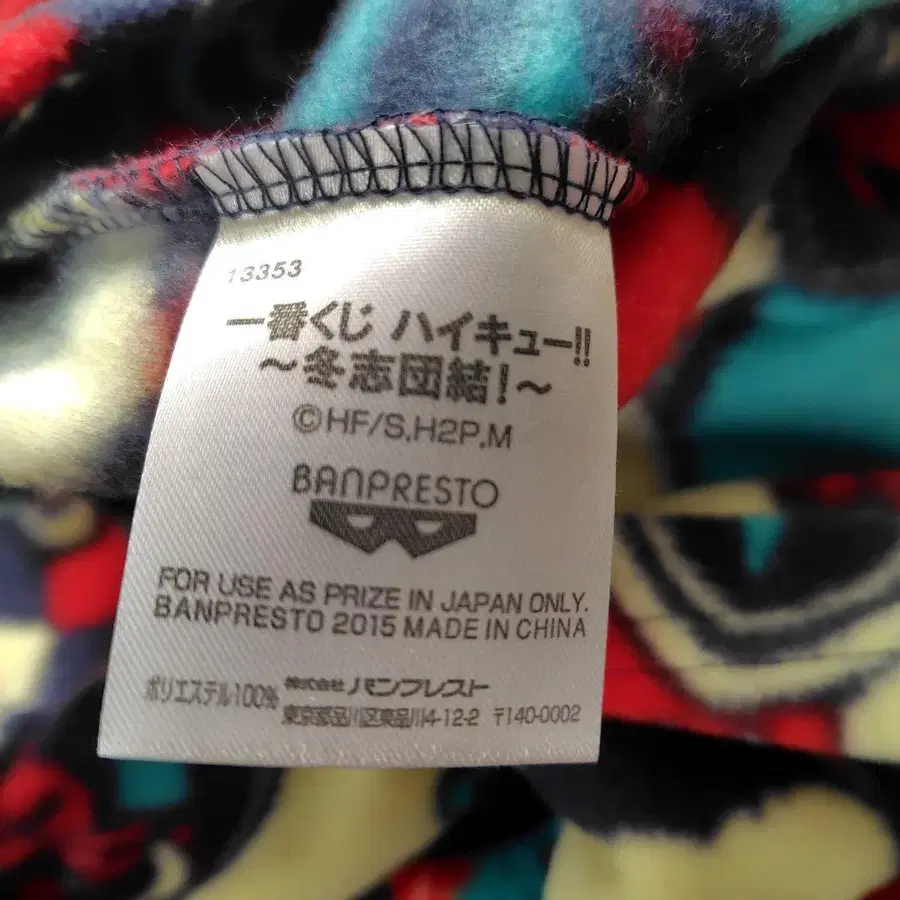 13353
一番くじ ハイキュー!!
～冬志団結!～
©HF/S,H2P,M
BANPRESTO
FOR USE AS PRIZE IN JAPAN ONLY.
BANPRESTO 2015 MADE IN CHINA
ポリエステル100% 株式会社 バンプレスト
東京都品川区東品川4-12-2 〒140-0002